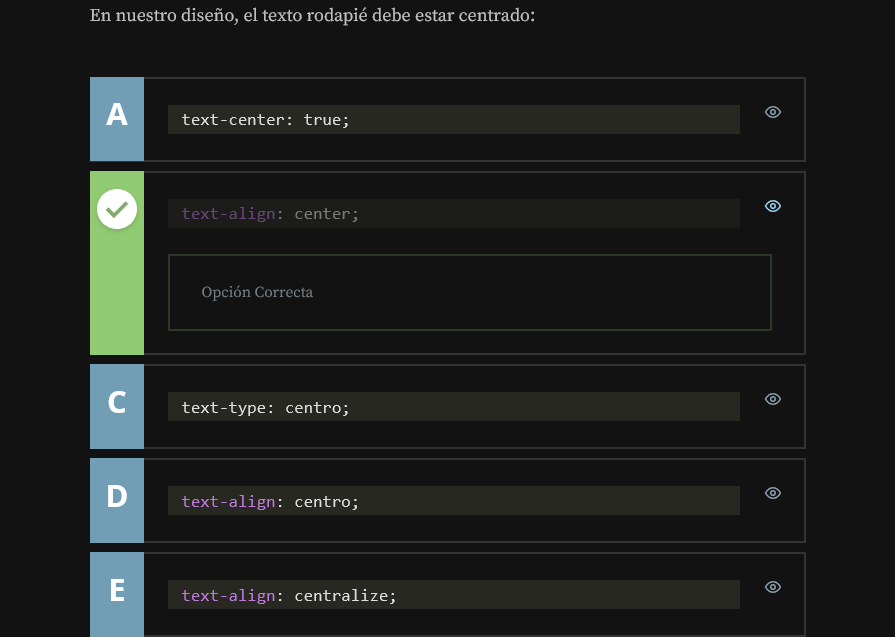 En nuestro diseño, el texto rodapié debe estar centrado:
A
text-center: true;
text-align: center;
Opción Correcta
C
text-type: centro;
D
text-align: centro;
E
text-align: centralize;